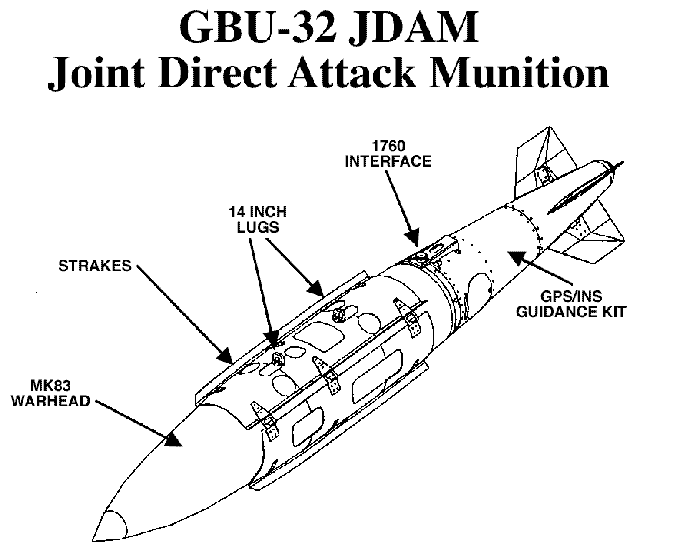 GBU-32 JDAM
Joint Direct Attack Munition
1760
INTERFACE
14 INCH
LUGS
STRAKES
GPS/INS
GUIDANCE KIT
MK83
WARHEAD